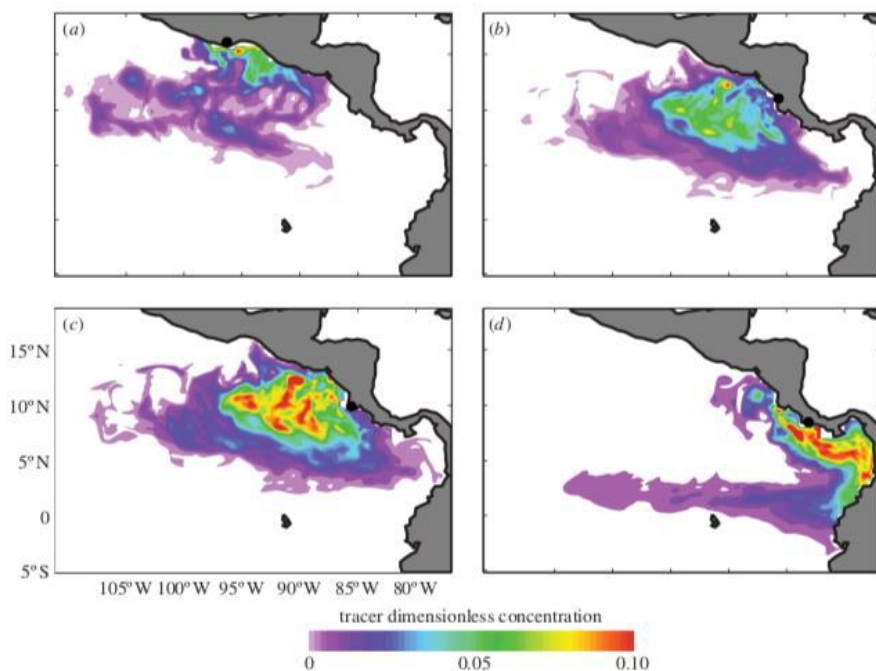 (a)
(b)
(c)
(d)
15°N
10°N
5°N
0
5°S
105°W 100°W 95°W 90°W 85°W 80°W
tracer dimensionless concentration
0 0.05 0.10